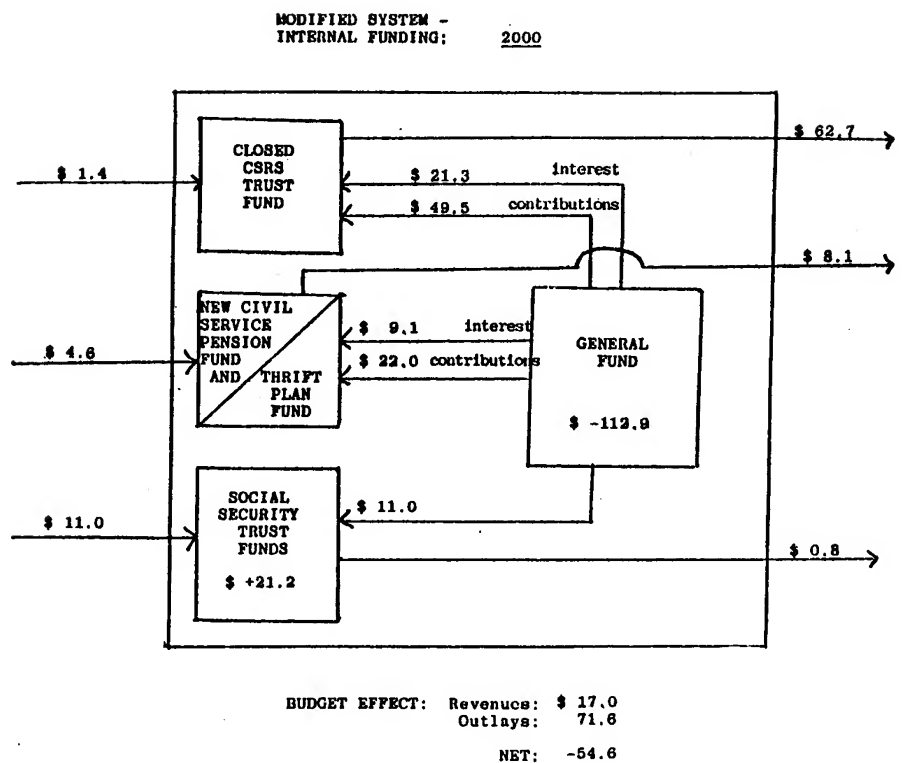 MODIFIED SYSTEM -
INTERNAL FUNDING: 2000
CLOSED
CSRS
TRUST
FUND
$ 1.4
$ 62.7
$ 21.3 interest
$ 49.5 contributions
$ 8.1
NEW CIVIL
SERVICE
PENSION
FUND
AND THRIFT
PLAN
FUND
$ 4.6
$ 9.1 interest
$ 22.0 contributions
GENERAL
FUND
$ -112.9
SOCIAL
SECURITY
TRUST
FUNDS
$ +21.2
$ 11.0
$ 11.0
$ 0.8
BUDGET EFFECT: Revenues: $ 17.0
Outlays: 71.6
NET: -54.6